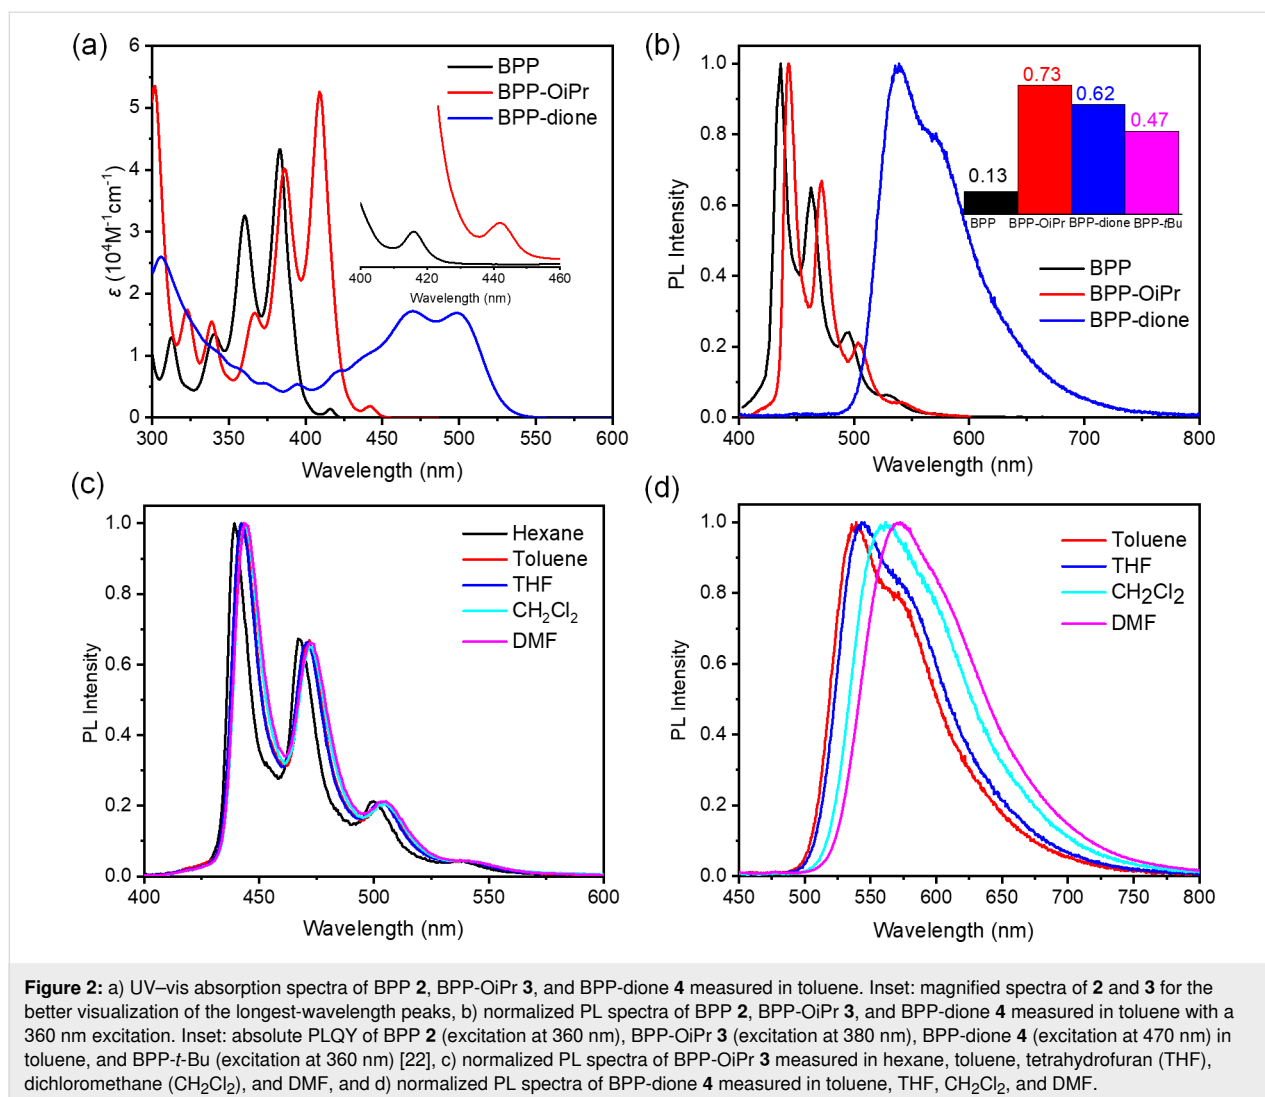 (a)
6
5
4
3
2
1
0
ε (10⁴M⁻¹cm⁻¹)
BPP
BPP-OiPr
BPP-dione
400 420 440 460
Wavelength (nm)
300 350 400 450 500 550 600
Wavelength (nm)
(b)
1.0
0.8
0.6
0.4
0.2
0.0
PL Intensity
0.13
0.73
0.62
0.47
BPP BPP-OiPr BPP-dione BPP-tBu
BPP
BPP-OiPr
BPP-dione
400 500 600 700 800
Wavelength (nm)
(c)
1.0
0.8
0.6
0.4
0.2
0.0
PL Intensity
Hexane
Toluene
THF
CH₂Cl₂
DMF
400 450 500 550 600
Wavelength (nm)
(d)
1.0
0.8
0.6
0.4
0.2
0.0
PL Intensity
Toluene
THF
CH₂Cl₂
DMF
450 500 550 600 650 700 750 800
Wavelength (nm)
Figure 2: a) UV–vis absorption spectra of BPP 2, BPP-OiPr 3, and BPP-dione 4 measured in toluene. Inset: magnified spectra of 2 and 3 for the
better visualization of the longest-wavelength peaks, b) normalized PL spectra of BPP 2, BPP-OiPr 3, and BPP-dione 4 measured in toluene with a
360 nm excitation. Inset: absolute PLQY of BPP 2 (excitation at 360 nm), BPP-OiPr 3 (excitation at 380 nm), BPP-dione 4 (excitation at 470 nm) in
toluene, and BPP-t-Bu (excitation at 360 nm) [22], c) normalized PL spectra of BPP-OiPr 3 measured in hexane, toluene, tetrahydrofuran (THF),
dichloromethane (CH₂Cl₂), and DMF, and d) normalized PL spectra of BPP-dione 4 measured in toluene, THF, CH₂Cl₂, and DMF.